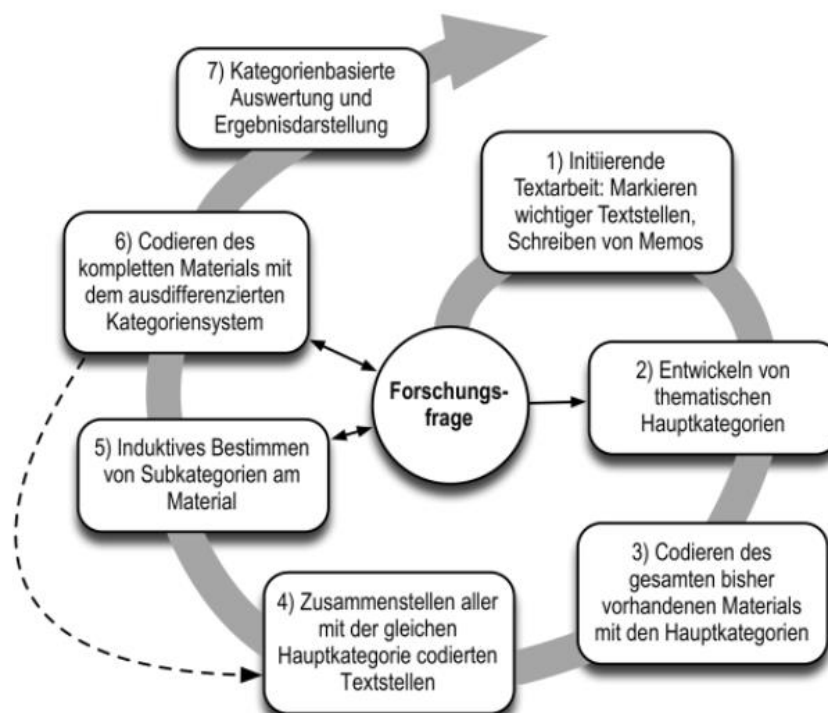 7) Kategorienbasierte
Auswertung und
Ergebnisdarstellung
1) Initiierende
Textarbeit: Markieren
wichtiger Textstellen,
Schreiben von Memos
6) Codieren des
kompletten Materials mit
dem ausdifferenzierten
Kategoriensystem
Forschungs-
frage
2) Entwickeln von
thematischen
Hauptkategorien
5) Induktives Bestimmen
von Subkategorien am
Material
3) Codieren des
gesamten bisher
vorhandenen Materials
mit den Hauptkategorien
4) Zusammenstellen aller
mit der gleichen
Hauptkategorie codierten
Textstellen